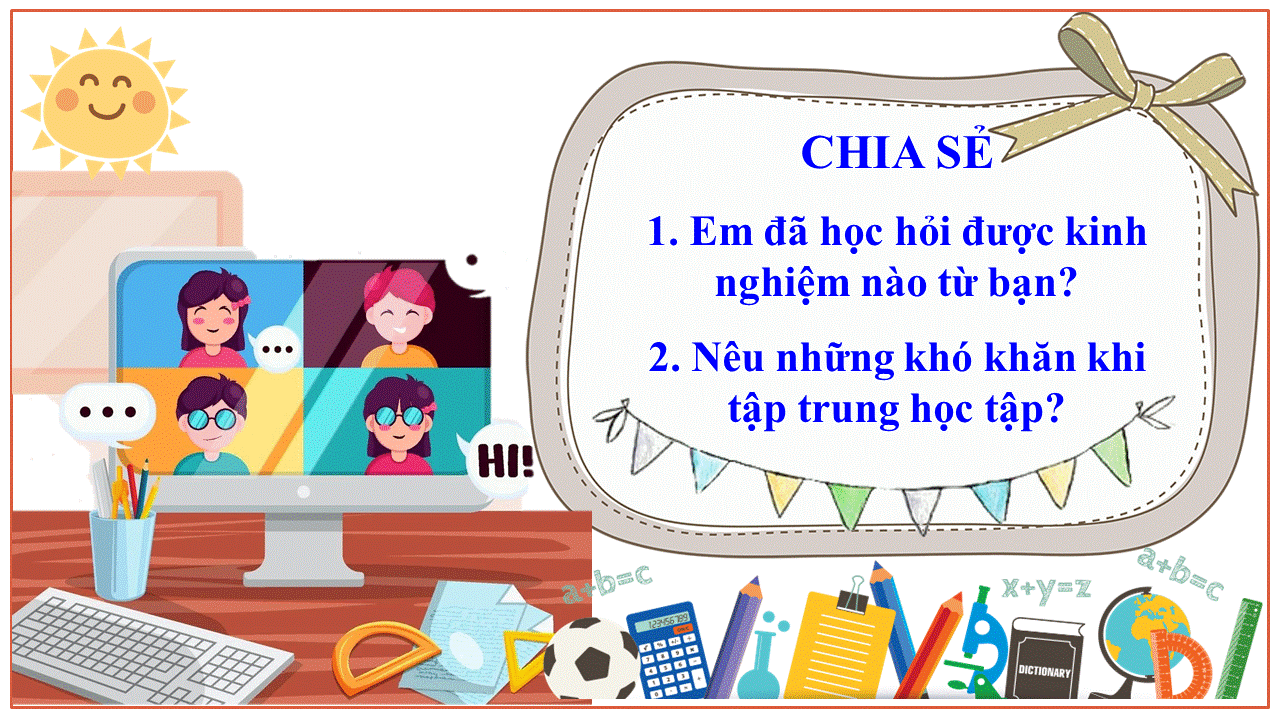 CHIA SẺ
1. Em đã học hỏi được kinh
nghiệm nào từ bạn?
2. Nêu những khó khăn khi
tập trung học tập?
HI!
a+b=c
x+y=z
a+b=c
123456789
DICTIONARY